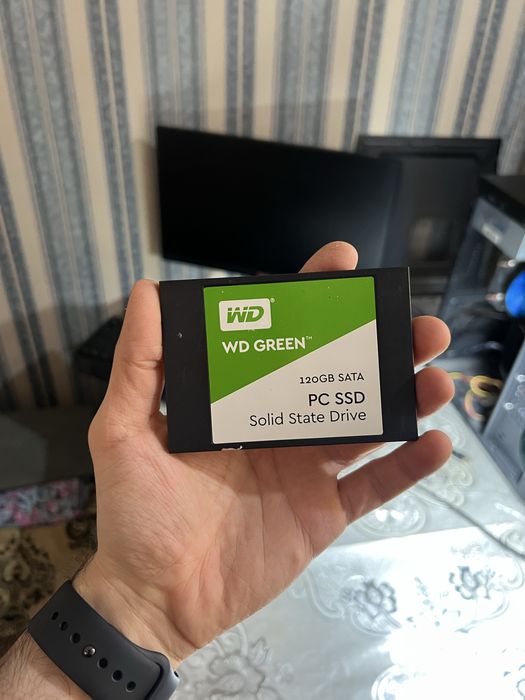 WD®
WD GREEN™
120GB SATA
PC SSD
Solid State Drive